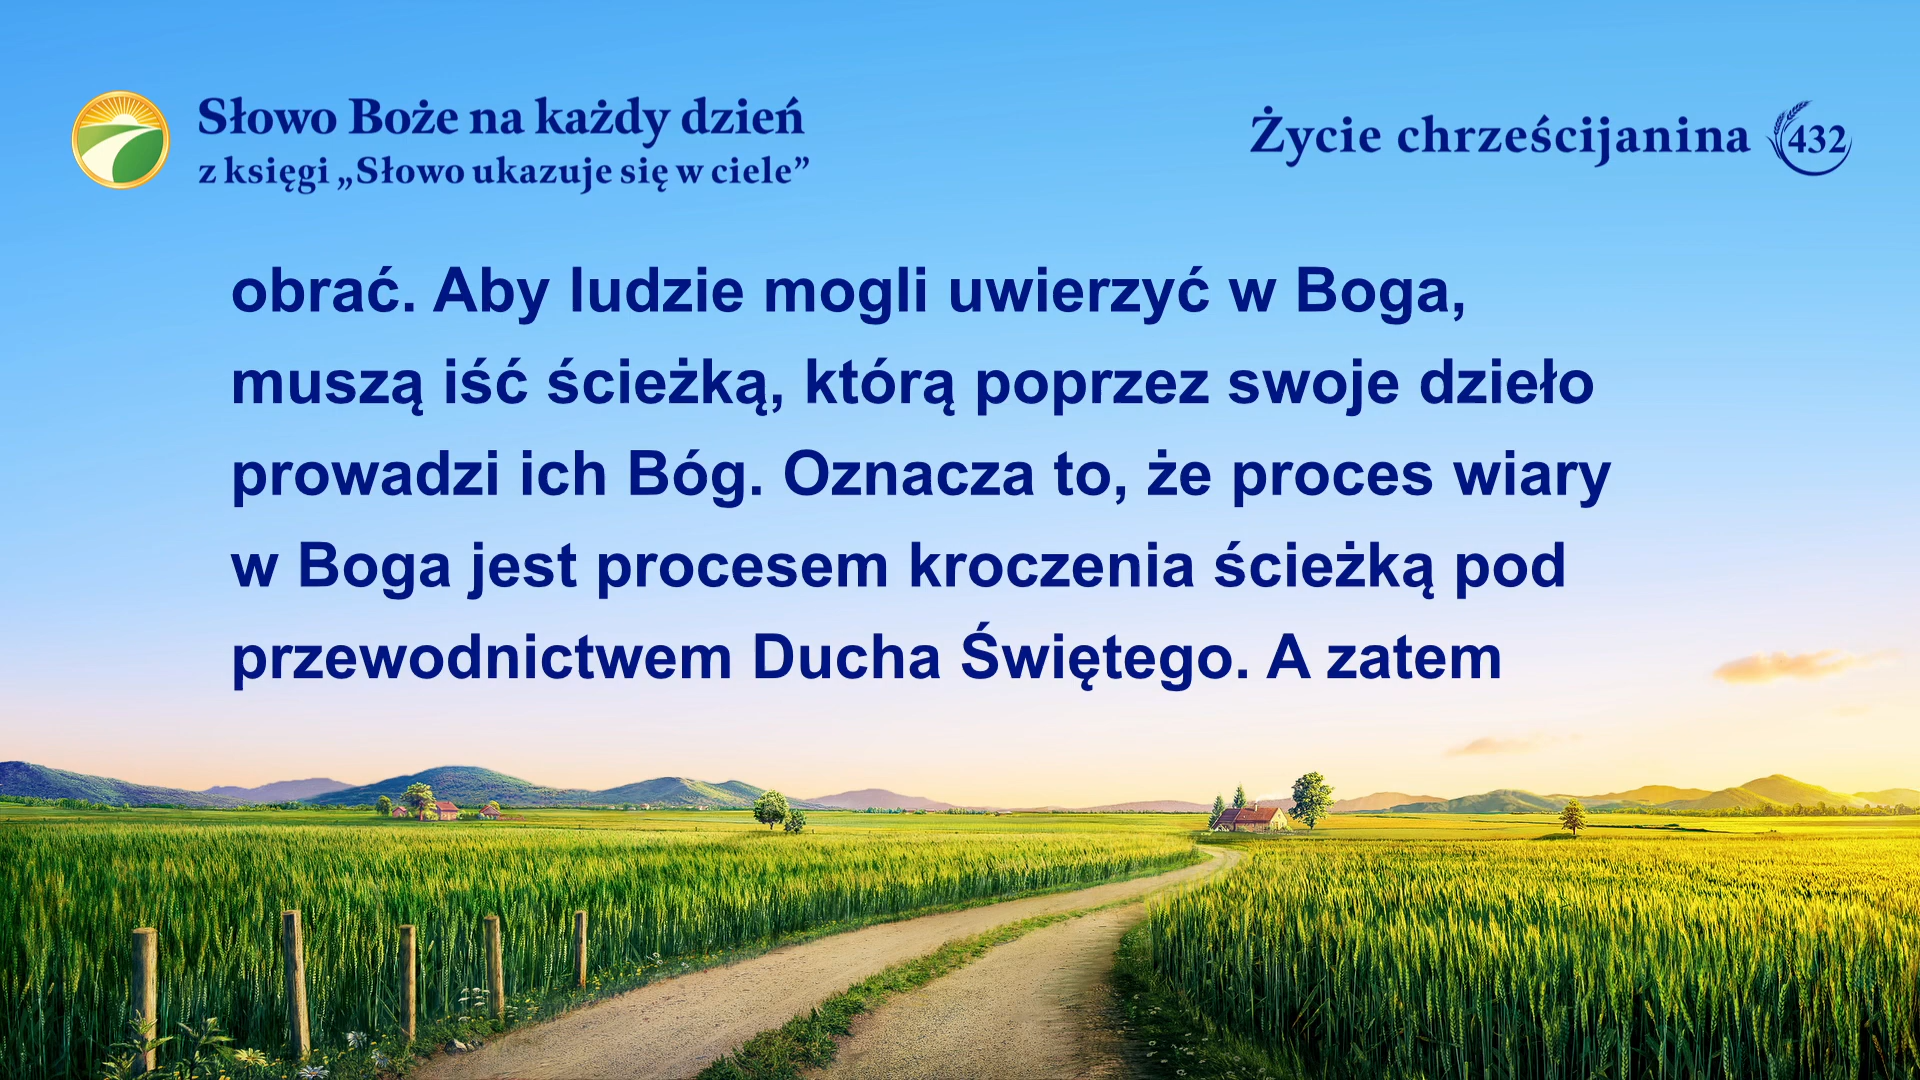 Słowo Boże na każdy dzień
z księgi „Słowo ukazuje się w ciele”
Życie chrześcijanina 432
obrać. Aby ludzie mogli uwierzyć w Boga,
muszą iść ścieżką, którą poprzez swoje dzieło
prowadzi ich Bóg. Oznacza to, że proces wiary
w Boga jest procesem kroczenia ścieżką pod
przewodnictwem Ducha Świętego. A zatem